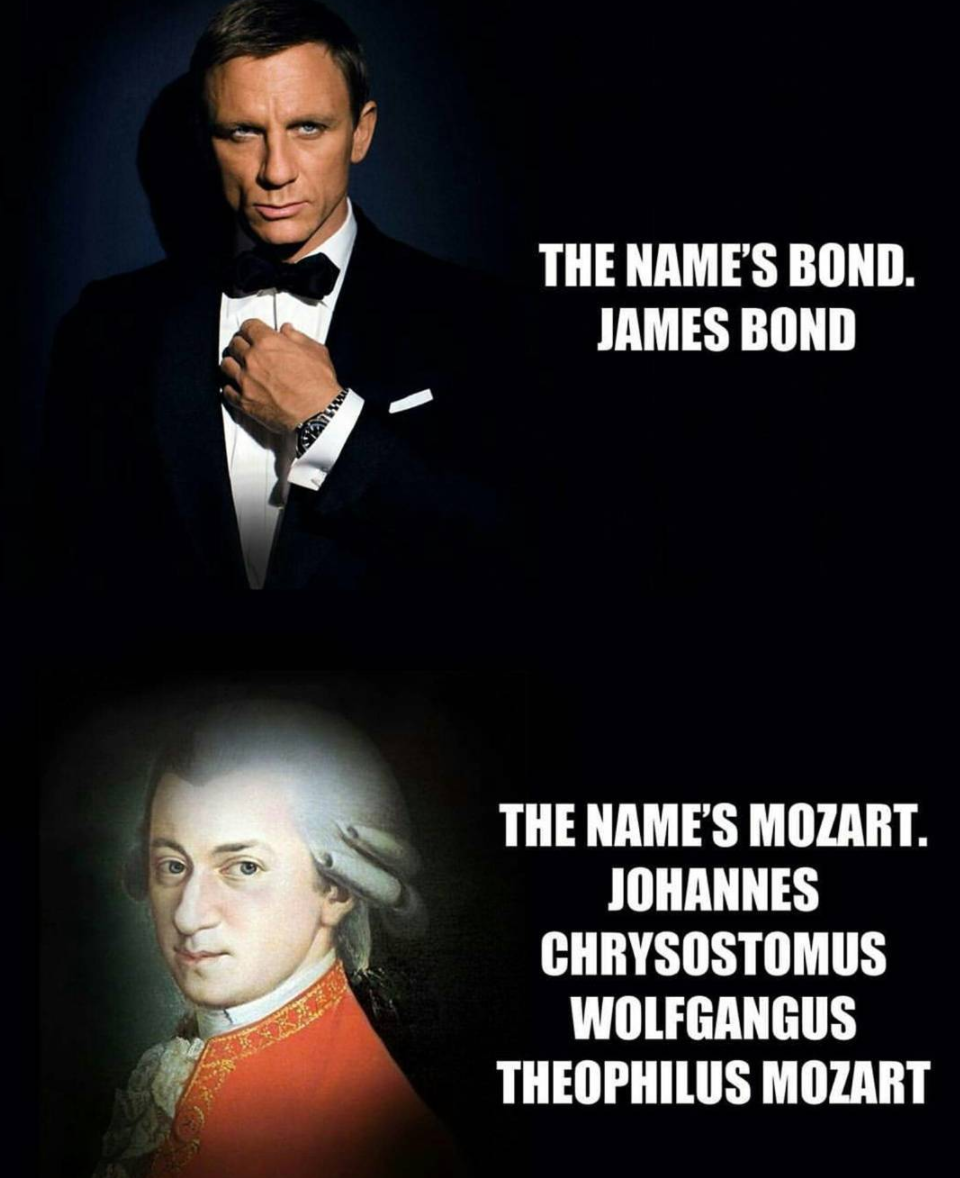 THE NAME'S BOND.
JAMES BOND
THE NAME'S MOZART.
JOHANNES
CHRYSOSTOMUS
WOLFGANGUS
THEOPHILUS MOZART